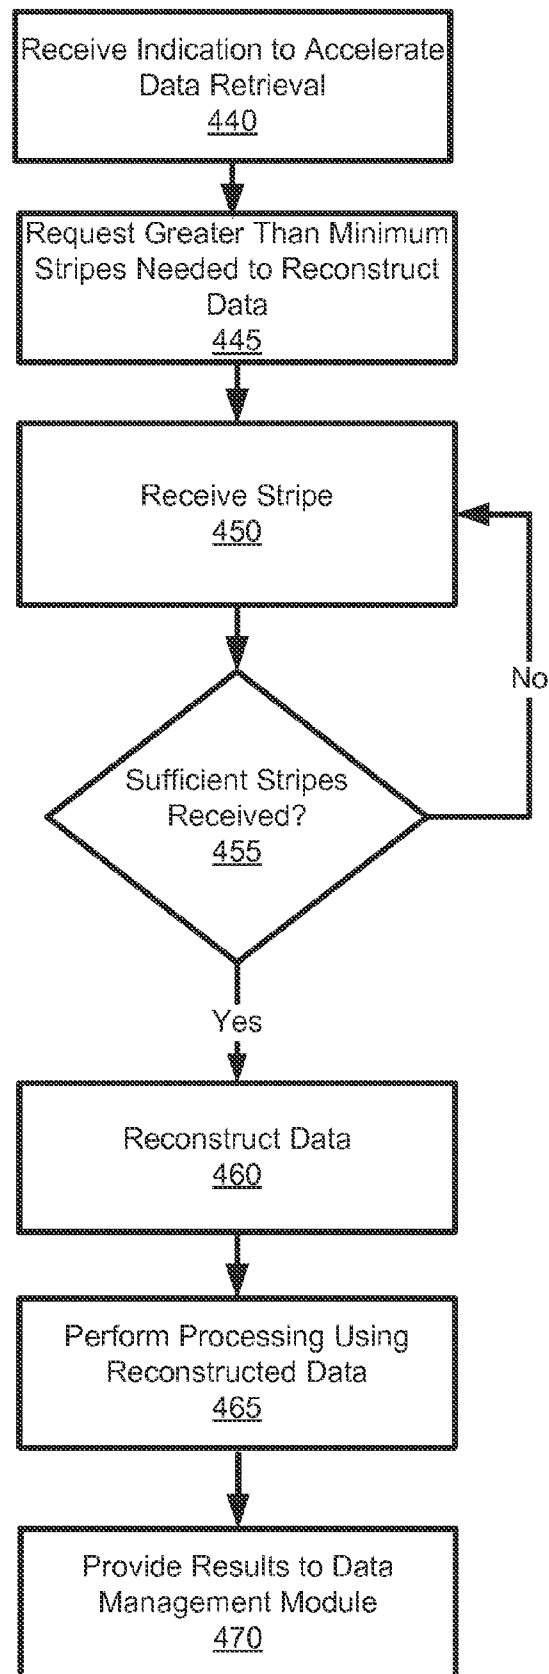 Receive Indication to Accelerate
Data Retrieval
440
Request Greater Than Minimum
Stripes Needed to Reconstruct
Data
445
Receive Stripe
450
No
Sufficient Stripes
Received?
455
Yes
Reconstruct Data
460
Perform Processing Using
Reconstructed Data
465
Provide Results to Data
Management Module
470